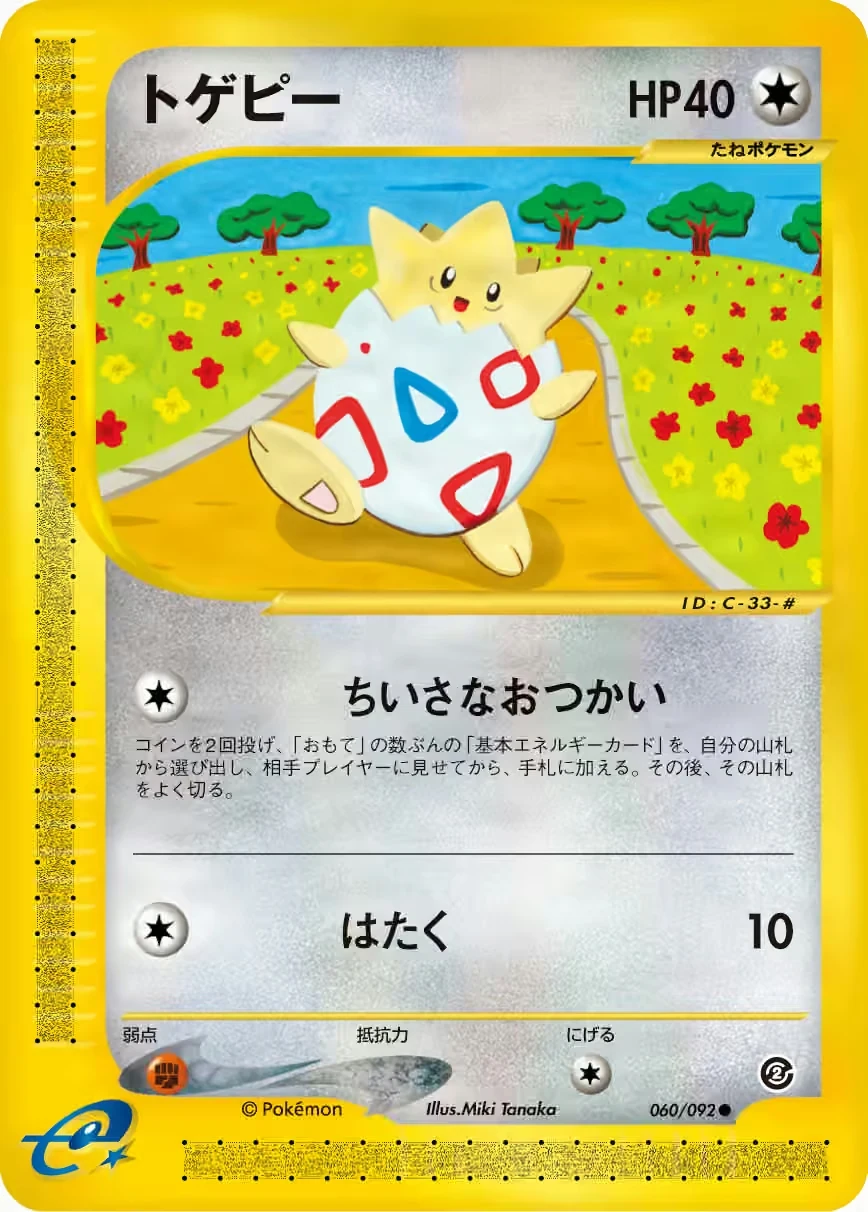 トゲピー HP40
たねポケモン
ID : C-33-#
ちいさなおつかい
コインを2回投げ、「おもて」の数ぶんの「基本エネルギーカード」を、自分の山札
から選び出し、相手プレイヤーに見せてから、手札に加える。その後、その山札
をよく切る。
はたく 10
弱点 抵抗力 にげる
© Pokémon Illus.Miki Tanaka 060/092●
e
2